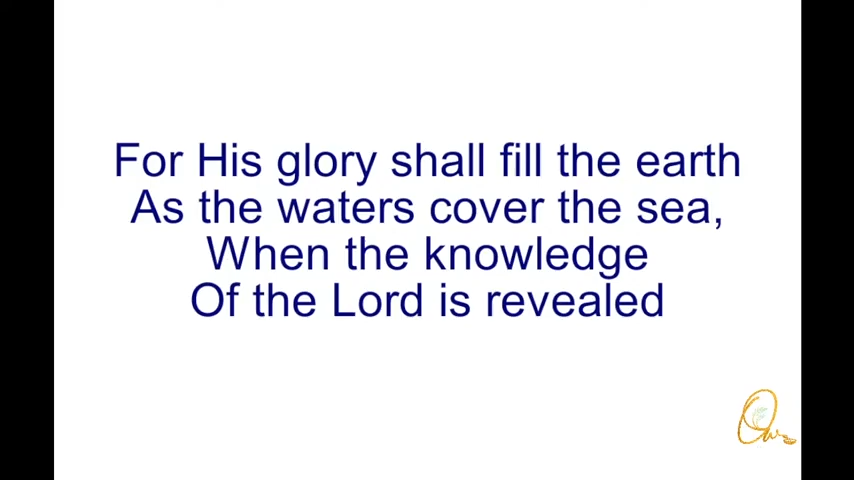 For His glory shall fill the earth
As the waters cover the sea,
When the knowledge
Of the Lord is revealed